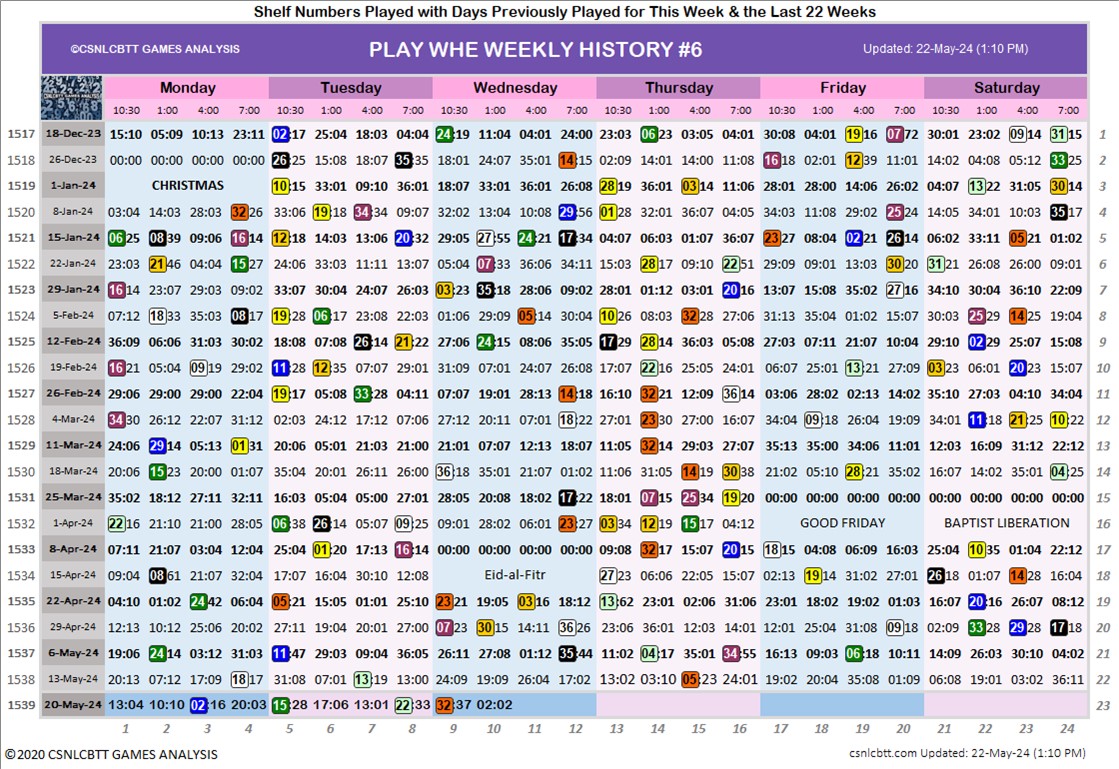 Shelf Numbers Played with Days Previously Played for This Week & the Last 22 Weeks
©CSNLCBTT GAMES ANALYSIS PLAY WHE WEEKLY HISTORY #6 Updated: 22-May-24 (1:10 PM)
Monday Tuesday Wednesday Thursday Friday Saturday
10:30 1:00 4:00 7:00 10:30 1:00 4:00 7:00 10:30 1:00 4:00 7:00 10:30 1:00 4:00 7:00 10:30 1:00 4:00 7:00 10:30 1:00 4:00 7:00
1517 18-Dec-23 15:10 05:09 10:13 23:11 02:17 25:04 18:03 04:04 24:19 11:04 04:01 24:00 23:03 06:23 03:05 04:01 30:08 04:01 19:16 07:72 30:01 23:02 09:14 31:15 1
1518 26-Dec-23 00:00 00:00 00:00 00:00 26:25 15:08 18:07 35:35 18:01 24:07 35:01 14:15 02:09 14:01 14:00 11:08 16:18 02:01 12:39 11:01 14:02 04:08 05:12 33:25 2
1519 1-Jan-24 CHRISTMAS 10:15 33:01 09:10 36:01 18:07 33:01 36:01 26:08 28:19 36:01 03:14 11:06 28:01 28:00 14:06 26:02 04:07 13:22 31:05 30:14 3
1520 8-Jan-24 03:04 14:03 28:03 32:26 33:06 19:18 34:34 09:07 32:02 13:04 10:08 29:56 01:28 32:01 36:07 04:05 34:03 11:08 29:02 25:24 14:05 34:01 10:03 35:17 4
1521 15-Jan-24 06:25 08:39 09:06 16:14 12:18 14:03 13:06 20:32 29:05 27:55 24:21 17:34 04:07 06:03 01:07 36:07 23:27 08:04 02:21 26:14 06:02 33:11 05:21 01:02 5
1522 22-Jan-24 23:03 21:46 04:04 15:27 24:06 33:03 11:11 13:07 05:04 07:33 36:06 34:11 15:03 28:17 09:10 22:51 29:09 09:01 13:03 30:20 31:21 26:08 26:00 09:01 6
1523 29-Jan-24 16:14 23:07 29:03 09:02 33:07 30:04 24:07 26:03 03:23 35:18 28:06 09:02 28:01 01:12 03:01 20:16 13:07 15:08 35:02 27:16 34:10 30:04 36:10 22:09 7
1524 5-Feb-24 07:12 18:33 35:03 08:17 19:28 06:17 23:08 22:03 01:06 29:09 05:14 30:04 10:26 08:03 32:28 27:06 31:13 35:04 01:02 15:07 30:03 25:29 14:25 19:04 8
1525 12-Feb-24 36:09 06:06 31:03 30:02 18:08 07:08 26:14 21:22 27:06 24:15 08:06 35:05 17:29 28:14 36:03 05:08 27:03 07:11 21:07 10:04 29:10 02:29 25:07 15:08 9
1526 19-Feb-24 16:21 05:04 09:19 29:02 11:28 12:35 07:07 29:01 31:09 07:01 24:07 28:08 17:07 22:16 25:05 24:01 06:07 25:01 13:21 27:09 03:23 06:01 20:23 15:07 10
1527 26-Feb-24 29:06 29:00 29:00 22:04 19:17 05:08 33:28 04:11 07:07 19:01 28:13 14:18 16:10 32:21 12:09 36:14 03:06 28:02 02:13 14:02 35:10 27:03 04:10 34:04 11
1528 4-Mar-24 34:30 26:12 22:07 31:12 02:03 24:12 17:10 07:06 27:12 20:11 07:01 18:22 27:01 23:30 27:00 16:07 34:04 09:18 26:04 19:09 34:01 11:18 21:25 10:22 12
1529 11-Mar-24 24:06 29:14 05:13 01:31 20:06 05:01 21:03 21:00 21:01 07:07 12:13 18:07 11:05 32:14 29:03 27:07 35:13 35:00 20:06 11:01 12:03 16:09 31:12 22:12 13
1530 18-Mar-24 20:06 15:23 20:00 01:07 35:04 20:01 26:11 26:00 36:18 35:01 21:07 01:02 11:06 31:05 14:15 30:38 21:02 05:10 28:21 35:02 16:07 14:02 35:01 04:25 14
1531 25-Mar-24 35:02 18:12 27:11 32:11 16:03 05:04 05:00 27:01 28:05 20:08 18:02 17:22 18:01 07:15 25:34 19:20 00:00 00:00 00:00 00:00 00:00 00:00 00:00 00:00 15
1532 1-Apr-24 22:16 21:10 21:00 28:05 06:38 26:14 05:07 09:25 09:01 28:02 06:01 23:27 03:34 12:19 15:17 04:12 GOOD FRIDAY BAPTIST LIBERATION 16
1533 8-Apr-24 07:11 21:07 03:04 12:04 25:04 01:20 17:13 16:14 00:00 00:00 00:00 00:00 09:08 32:17 15:07 20:15 18:15 04:08 06:09 16:03 25:04 10:35 01:04 22:12 17
1534 15-Apr-24 09:04 08:61 21:07 32:04 17:07 16:04 30:10 12:08 Eid-al-Fitr 27:23 06:06 22:05 15:07 02:13 19:14 31:02 27:01 26:18 01:07 14:28 16:04 18
1535 22-Apr-24 04:10 01:02 24:42 06:04 05:21 15:05 01:01 25:10 23:21 19:05 03:16 18:12 13:62 23:01 02:06 31:06 23:01 18:02 19:02 01:03 16:07 20:16 26:07 08:12 19
1536 29-Apr-24 12:13 10:12 25:06 20:02 27:11 19:04 20:01 27:00 07:23 30:15 14:11 36:26 23:06 36:01 12:03 14:01 12:01 25:04 31:08 09:18 02:09 33:28 29:28 17:18 20
1537 6-May-24 19:06 24:14 03:12 31:03 11:47 29:03 09:04 36:05 26:11 27:08 01:12 35:44 11:02 04:17 35:01 34:55 16:13 09:03 06:18 10:11 14:09 26:03 30:10 04:02 21
1538 13-May-24 20:13 07:12 17:09 18:17 31:08 07:01 13:19 12:07 24:09 19:09 26:04 17:02 13:02 03:10 05:23 24:01 19:02 20:04 35:08 01:09 06:08 19:01 03:02 36:11 22
1539 20-May-24 13:04 10:10 02:16 20:03 15:28 17:06 13:01 22:33 32:37 02:02 23
1 2 3 4 5 6 7 8 9 10 11 12 13 14 15 16 17 18 19 20 21 22 23 24
©2020 CSNLCBTT GAMES ANALYSIS csnlcbtt.com Updated: 22-May-24 (1:10 PM)